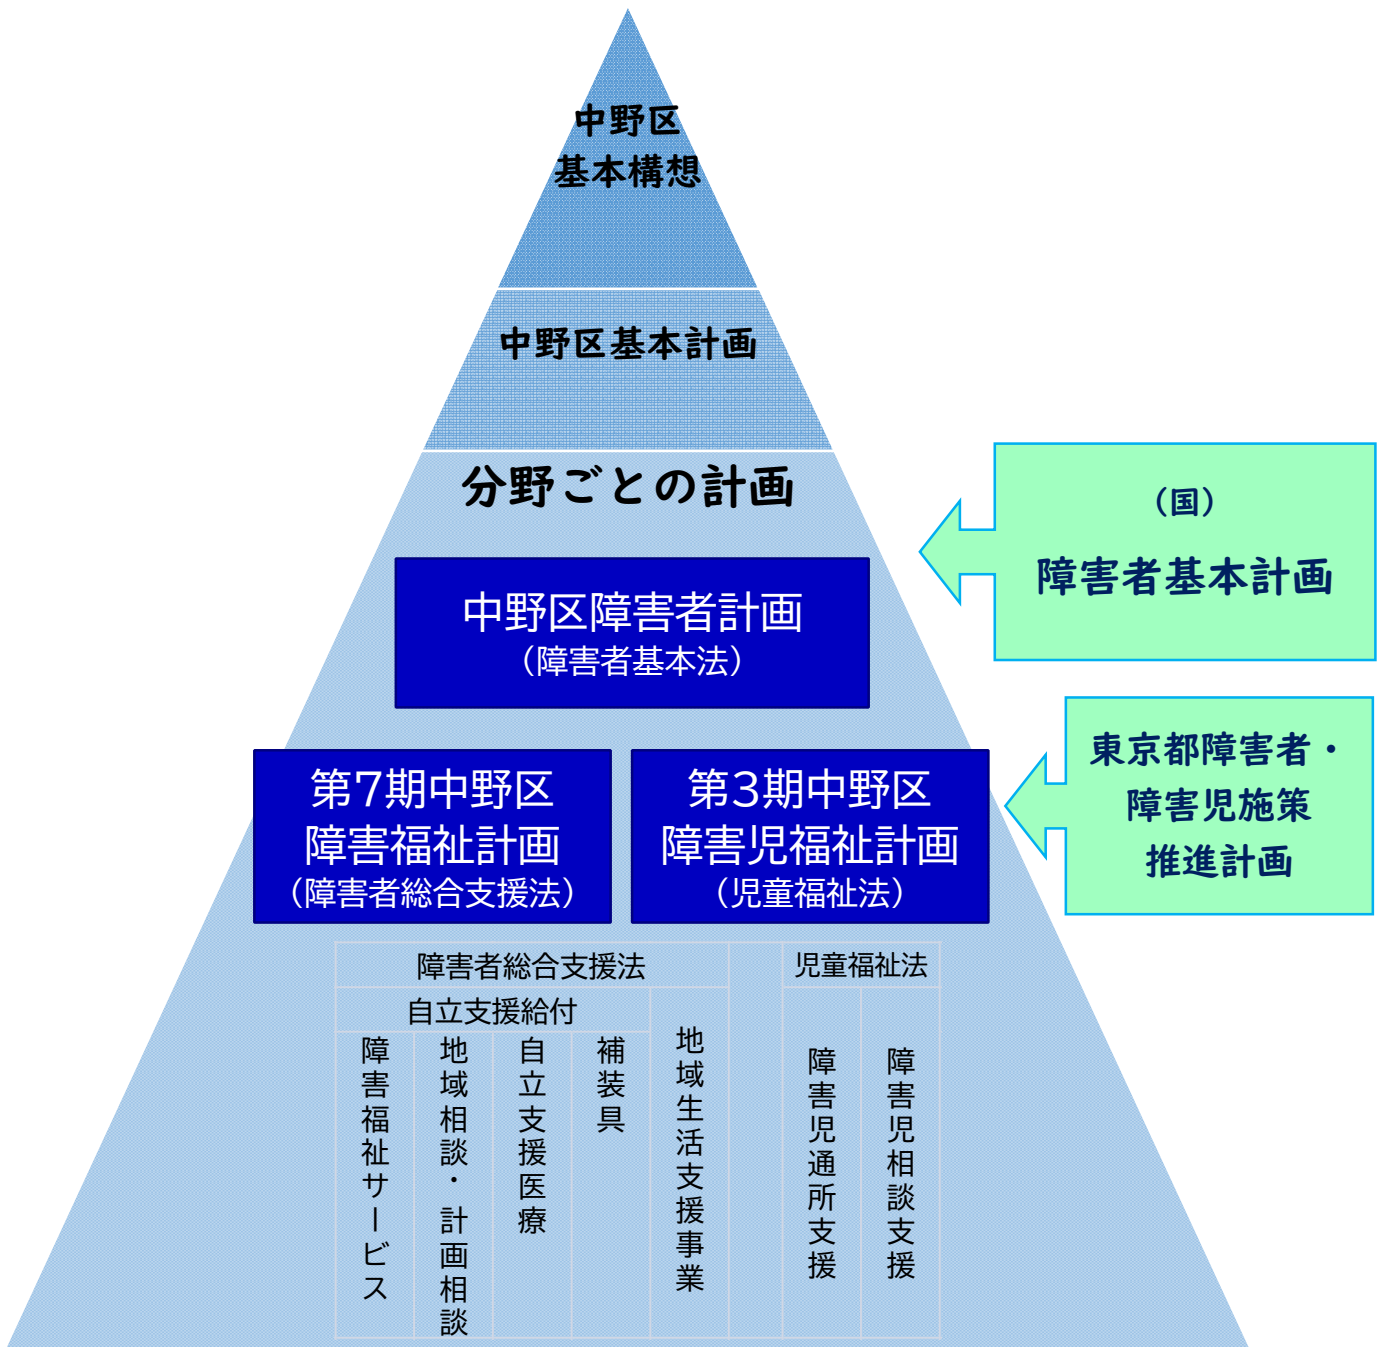 中野区
基本構想
中野区基本計画
分野ごとの計画
(国)
障害者基本計画
中野区障害者計画
(障害者基本法)
東京都障害者・
障害児施策
推進計画
第7期中野区
障害福祉計画
(障害者総合支援法)
第3期中野区
障害児福祉計画
(児童福祉法)
障害者総合支援法
児童福祉法
自立支援給付
障害福祉サービス
地域相談・計画相談
自立支援医療
補装具
地域生活支援事業
障害児通所支援
障害児相談支援